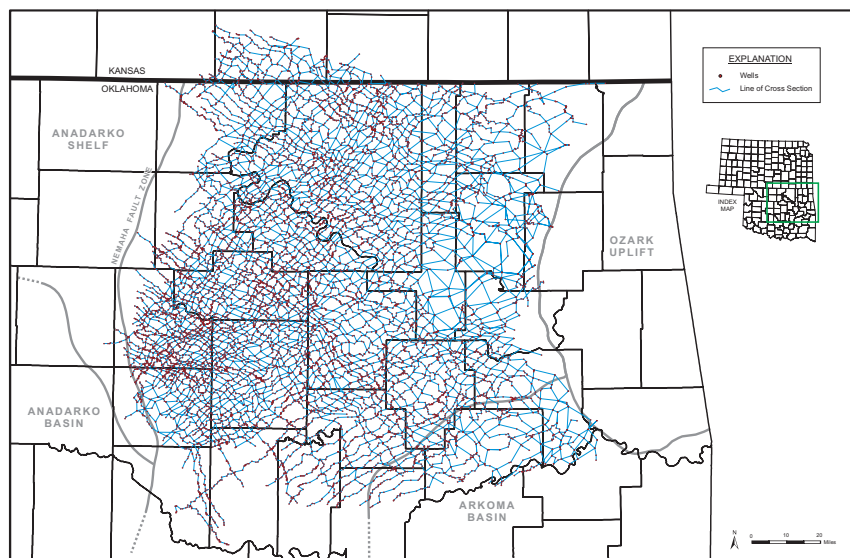 KANSAS
OKLAHOMA
EXPLANATION
Wells
Line of Cross Section
ANADARKO
SHELF
NEMAHA FAULT ZONE
INDEX
MAP
OZARK
UPLIFT
ANADARKO
BASIN
ARKOMA
BASIN
N
0 10 20
Miles